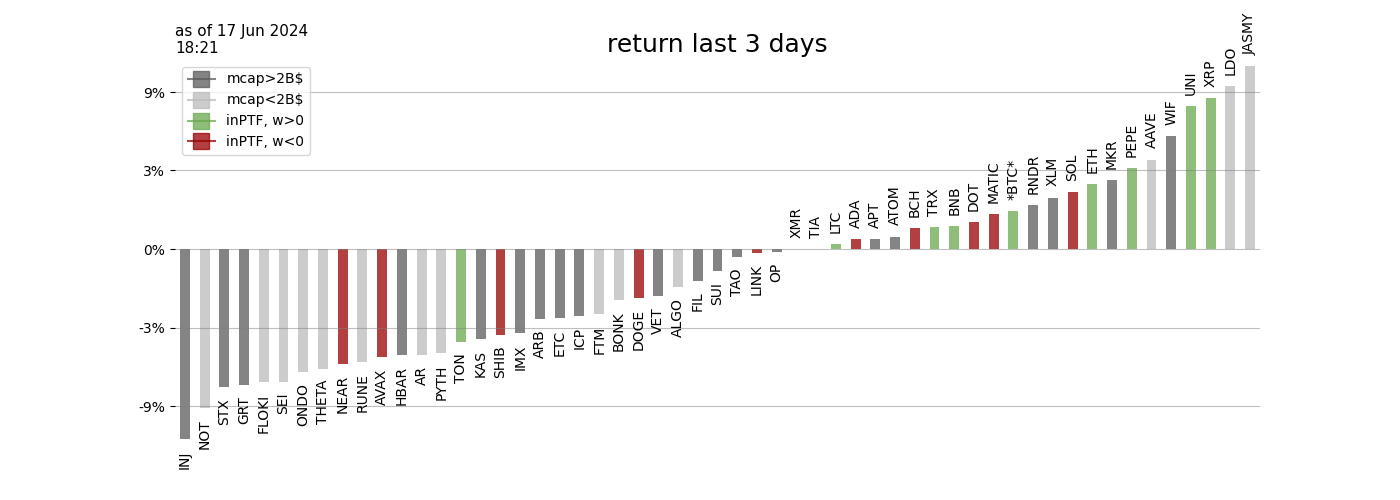 as of 17 Jun 2024
18:21
return last 3 days
mcap>2B$
mcap<2B$
inPTF, w>0
inPTF, w<0
9%
3%
0%
-3%
-9%
INJ
NOT
STX
GRT
FLOKI
SEI
ONDO
THETA
NEAR
RUNE
AVAX
HBAR
AR
PYTH
TON
KAS
SHIB
IMX
ARB
ETC
ICP
FTM
BONK
DOGE
VET
ALGO
FIL
SUI
TAO
LINK
OP
XMR
TIA
LTC
ADA
APT
ATOM
BCH
TRX
BNB
DOT
MATIC
*BTC*
RNDR
XLM
SOL
ETH
MKR
PEPE
AAVE
WIF
UNI
XRP
LDO
JASMY